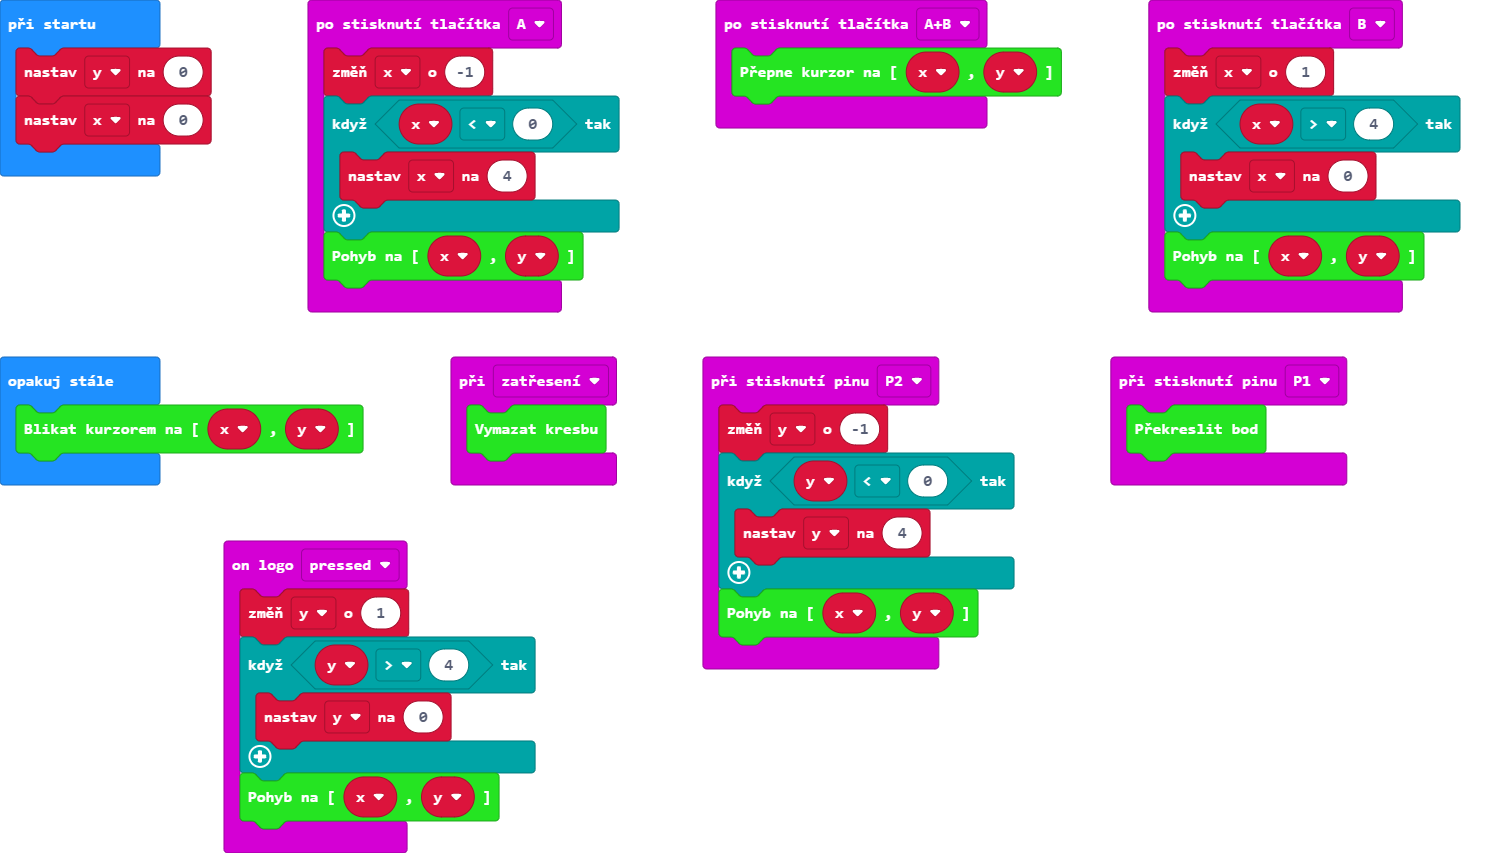 při startu
nastav y na 0
nastav x na 0
po stisknutí tlačítka A
změň x o -1
když x < 0 tak
nastav x na 4
Pohyb na [ x , y ]
po stisknutí tlačítka A+B
Přepne kurzor na [ x , y ]
po stisknutí tlačítka B
změň x o 1
když x > 4 tak
nastav x na 0
Pohyb na [ x , y ]
opakuj stále
Blikat kurzorem na [ x , y ]
při zatřesení
Vymazat kresbu
při stisknutí pinu P2
změň y o -1
když y < 0 tak
nastav y na 4
Pohyb na [ x , y ]
při stisknutí pinu P1
Překreslit bod
on logo pressed
změň y o 1
když y > 4 tak
nastav y na 0
Pohyb na [ x , y ]